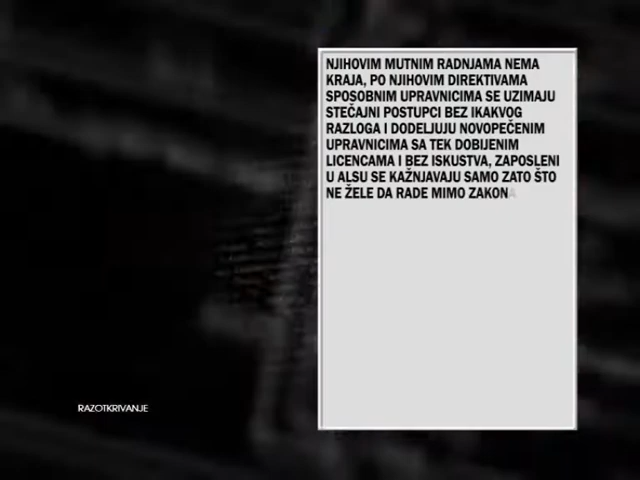 NJIHOVIM MUTNIM RADNJAMA NEMA
KRAJA, PO NJIHOVIM DIREKTIVAMA
SPOSOBNIM UPRAVNICIMA SE UZIMAJU
STEČAJNI POSTUPCI BEZ IKAKVOG
RAZLOGA I DODELJUJU NOVOPEČENIM
UPRAVNICIMA SA TEK DOBIJENIM
LICENCAMA I BEZ ISKUSTVA, ZAPOSLENI
U ALSU SE KAŽNJAVAJU SAMO ZATO ŠTO
NE ŽELE DA RADE MIMO ZAKONA
RAZOTKRIVANJE